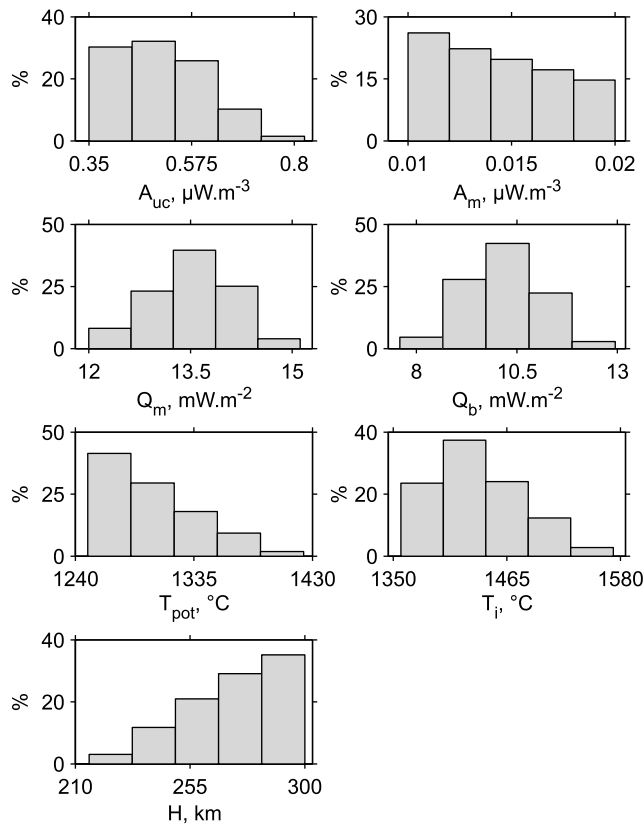 40 30
% %
20 15
0 0
0.35 0.575 0.8 0.01 0.015 0.02
A_uc, µW.m⁻³ A_m, µW.m⁻³
50 50
% %
25 25
0 0
12 13.5 15 8 10.5 13
Q_m, mW.m⁻² Q_b, mW.m⁻²
50 40
% %
25 20
0 0
1240 1335 1430 1350 1465 1580
T_pot, °C T_i, °C
40
%
20
0
210 255 300
H, km